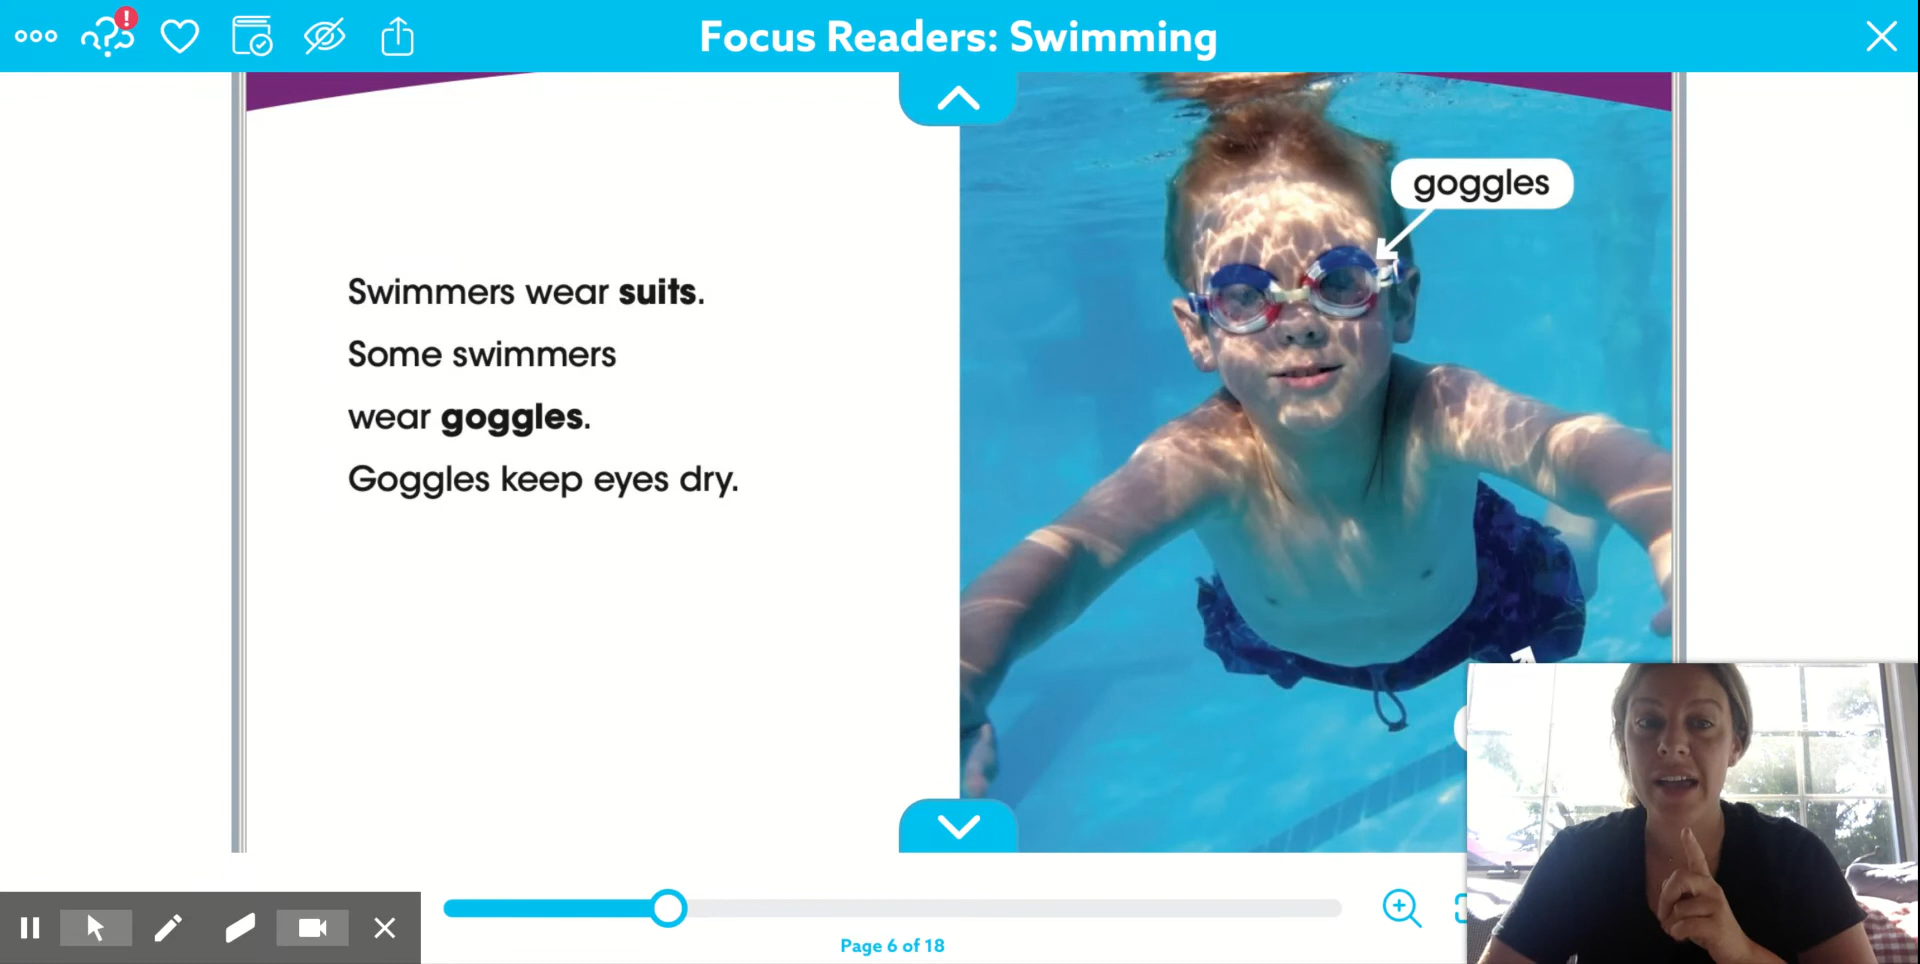 Focus Readers: Swimming
goggles
Swimmers wear suits.
Some swimmers
wear goggles.
Goggles keep eyes dry.
Page 6 of 18